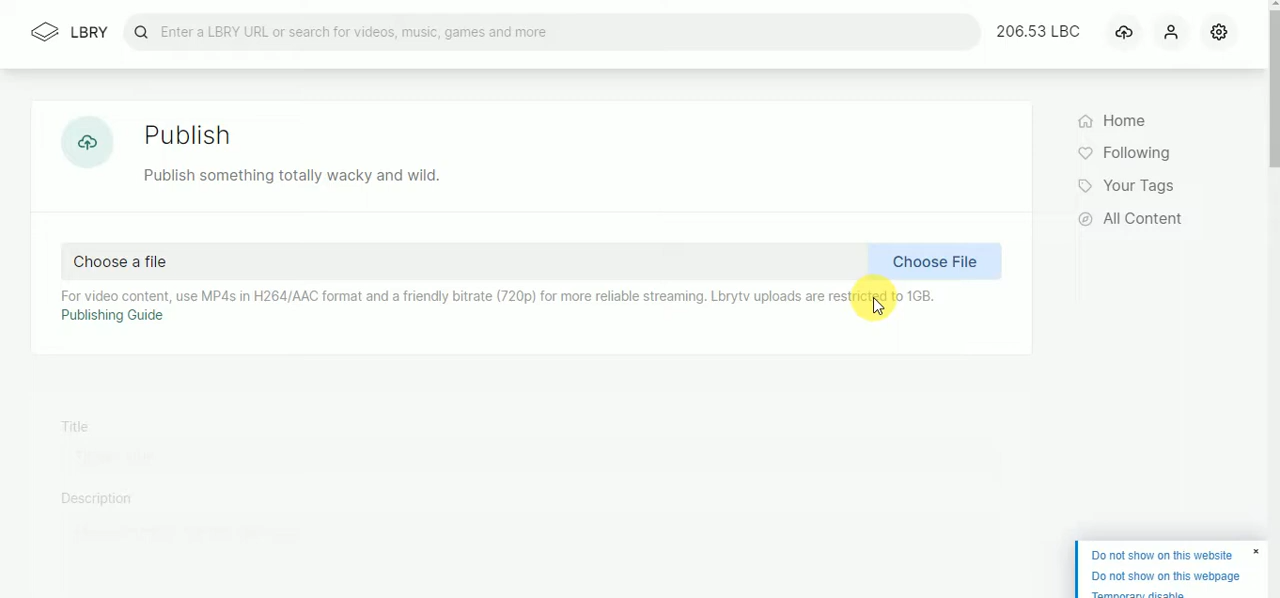 LBRY
Enter a LBRY URL or search for videos, music, games and more
206.53 LBC
Publish
Publish something totally wacky and wild.
Home
Following
Your Tags
All Content
Choose a file
Choose File
For video content, use MP4s in H264/AAC format and a friendly bitrate (720p) for more reliable streaming. Lbrytv uploads are restricted to 1GB.
Publishing Guide
Title
Description
Do not show on this website
Do not show on this webpage
Temporary disable